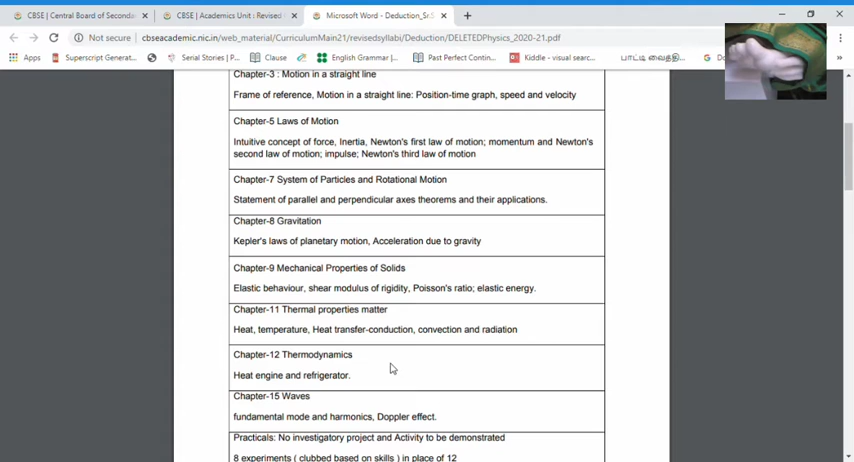 CBSE | Central Board of Seconda
CBSE | Academics Unit : Revised
Microsoft Word - Deduction_Sr.S
Not secure | cbseacademic.nic.in/web_material/CurriculumMain21/revisedsyllabi/Deduction/DELETEDPhysics_2020-21.pdf
Apps
Superscript Generat...
Serial Stories | P...
Clause
English Grammar |...
Past Perfect Contin...
Kiddle - visual searc...
பாட்டி வைத்தி...
Do
Chapter-3 : Motion in a straight line
Frame of reference, Motion in a straight line: Position-time graph, speed and velocity
Chapter-5 Laws of Motion
Intuitive concept of force, Inertia, Newton's first law of motion; momentum and Newton's
second law of motion; impulse; Newton's third law of motion
Chapter-7 System of Particles and Rotational Motion
Statement of parallel and perpendicular axes theorems and their applications.
Chapter-8 Gravitation
Kepler's laws of planetary motion, Acceleration due to gravity
Chapter-9 Mechanical Properties of Solids
Elastic behaviour, shear modulus of rigidity, Poisson's ratio; elastic energy.
Chapter-11 Thermal properties matter
Heat, temperature, Heat transfer-conduction, convection and radiation
Chapter-12 Thermodynamics
Heat engine and refrigerator.
Chapter-15 Waves
fundamental mode and harmonics, Doppler effect.
Practicals: No investigatory project and Activity to be demonstrated
8 experiments ( clubbed based on skills ) in place of 12